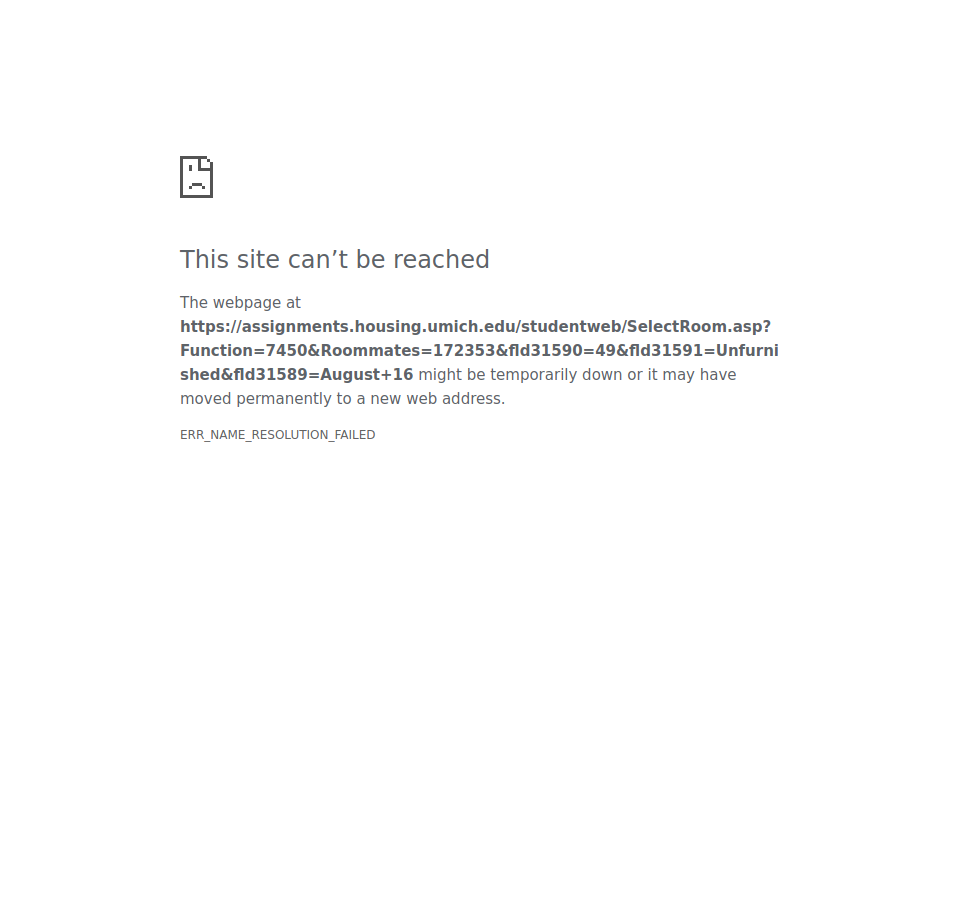 This site can’t be reached
The webpage at
https://assignments.housing.umich.edu/studentweb/SelectRoom.asp?
Function=7450&Roommates=172353&fld31590=49&fld31591=Unfurni
shed&fld31589=August+16 might be temporarily down or it may have
moved permanently to a new web address.
ERR_NAME_RESOLUTION_FAILED